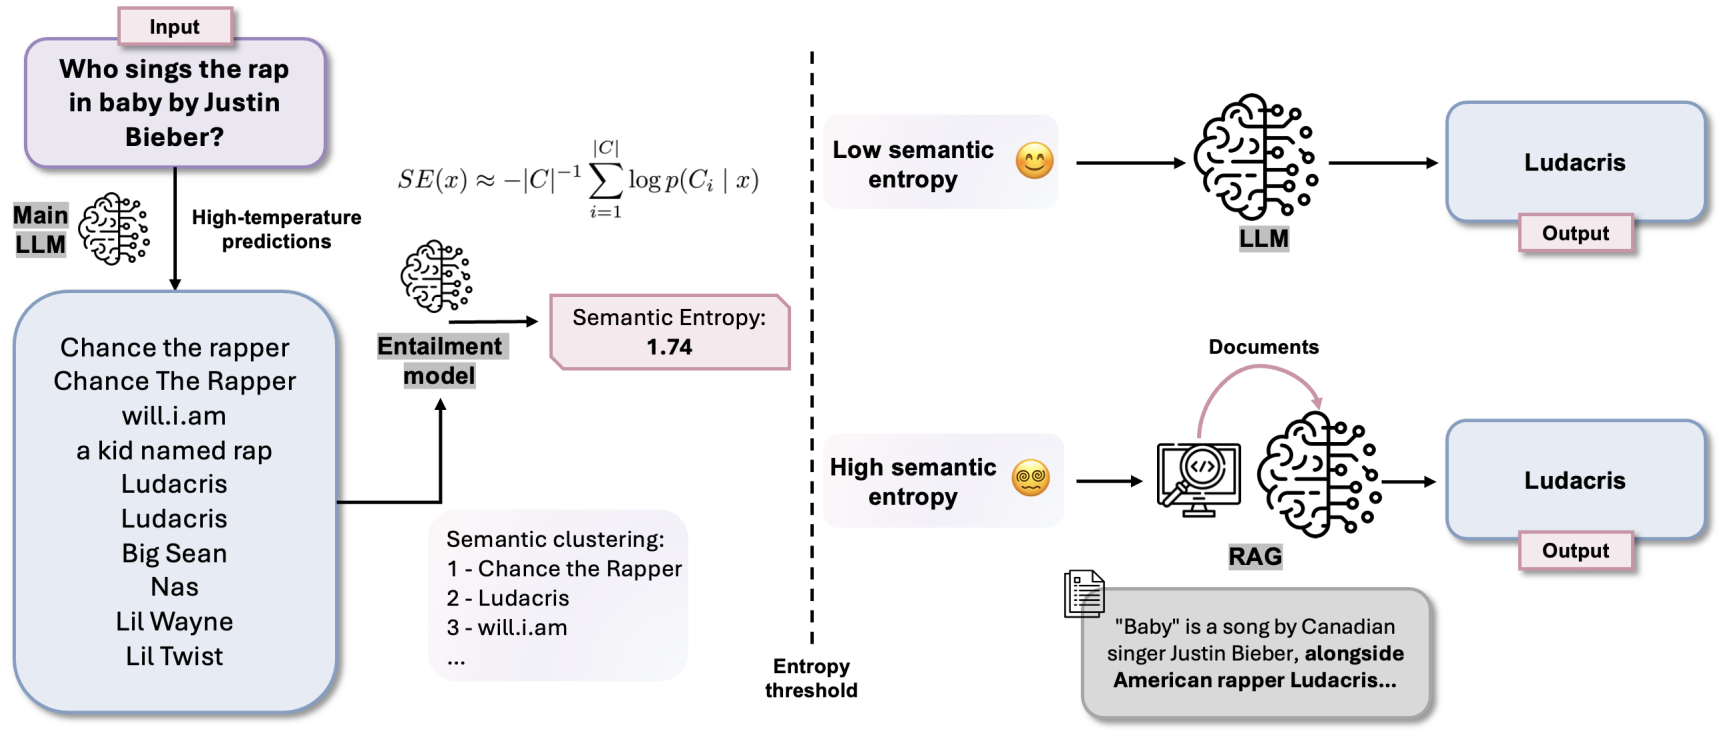 Input
Who sings the rap
in baby by Justin
Bieber?
Main
LLM
High-temperature
predictions
Chance the rapper
Chance The Rapper
will.i.am
a kid named rap
Ludacris
Ludacris
Big Sean
Nas
Lil Wayne
Lil Twist
SE(x) ≈ −|C|⁻¹ ∑_{i=1}^{|C|} log p(C_i | x)
Entailment
model
Semantic Entropy:
1.74
Semantic clustering:
1 - Chance the Rapper
2 - Ludacris
3 - will.i.am
...
Entropy
threshold
Low semantic
entropy
LLM
Ludacris
Output
High semantic
entropy
Documents
</>
RAG
Ludacris
Output
"Baby" is a song by Canadian
singer Justin Bieber, alongside
American rapper Ludacris...